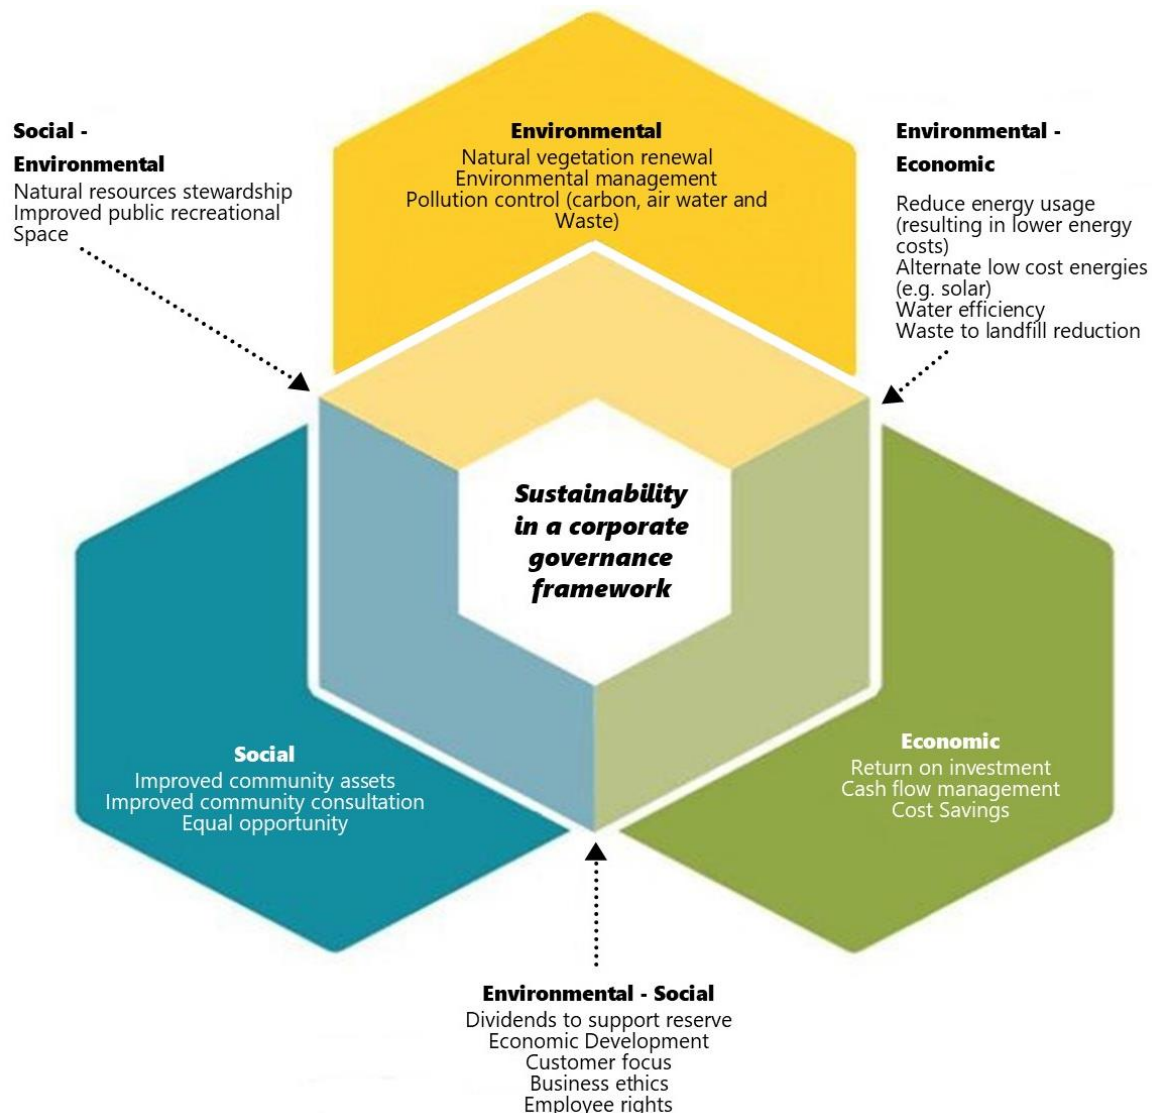 Social -
Environmental
Natural resources stewardship
Improved public recreational
Space
Environmental
Natural vegetation renewal
Environmental management
Pollution control (carbon, air water and
Waste)
Environmental -
Economic
Reduce energy usage
(resulting in lower energy
costs)
Alternate low cost energies
(e.g. solar)
Water efficiency
Waste to landfill reduction
Sustainability
in a corporate
governance
framework
Social
Improved community assets
Improved community consultation
Equal opportunity
Economic
Return on investment
Cash flow management
Cost Savings
Environmental - Social
Dividends to support reserve
Economic Development
Customer focus
Business ethics
Employee rights